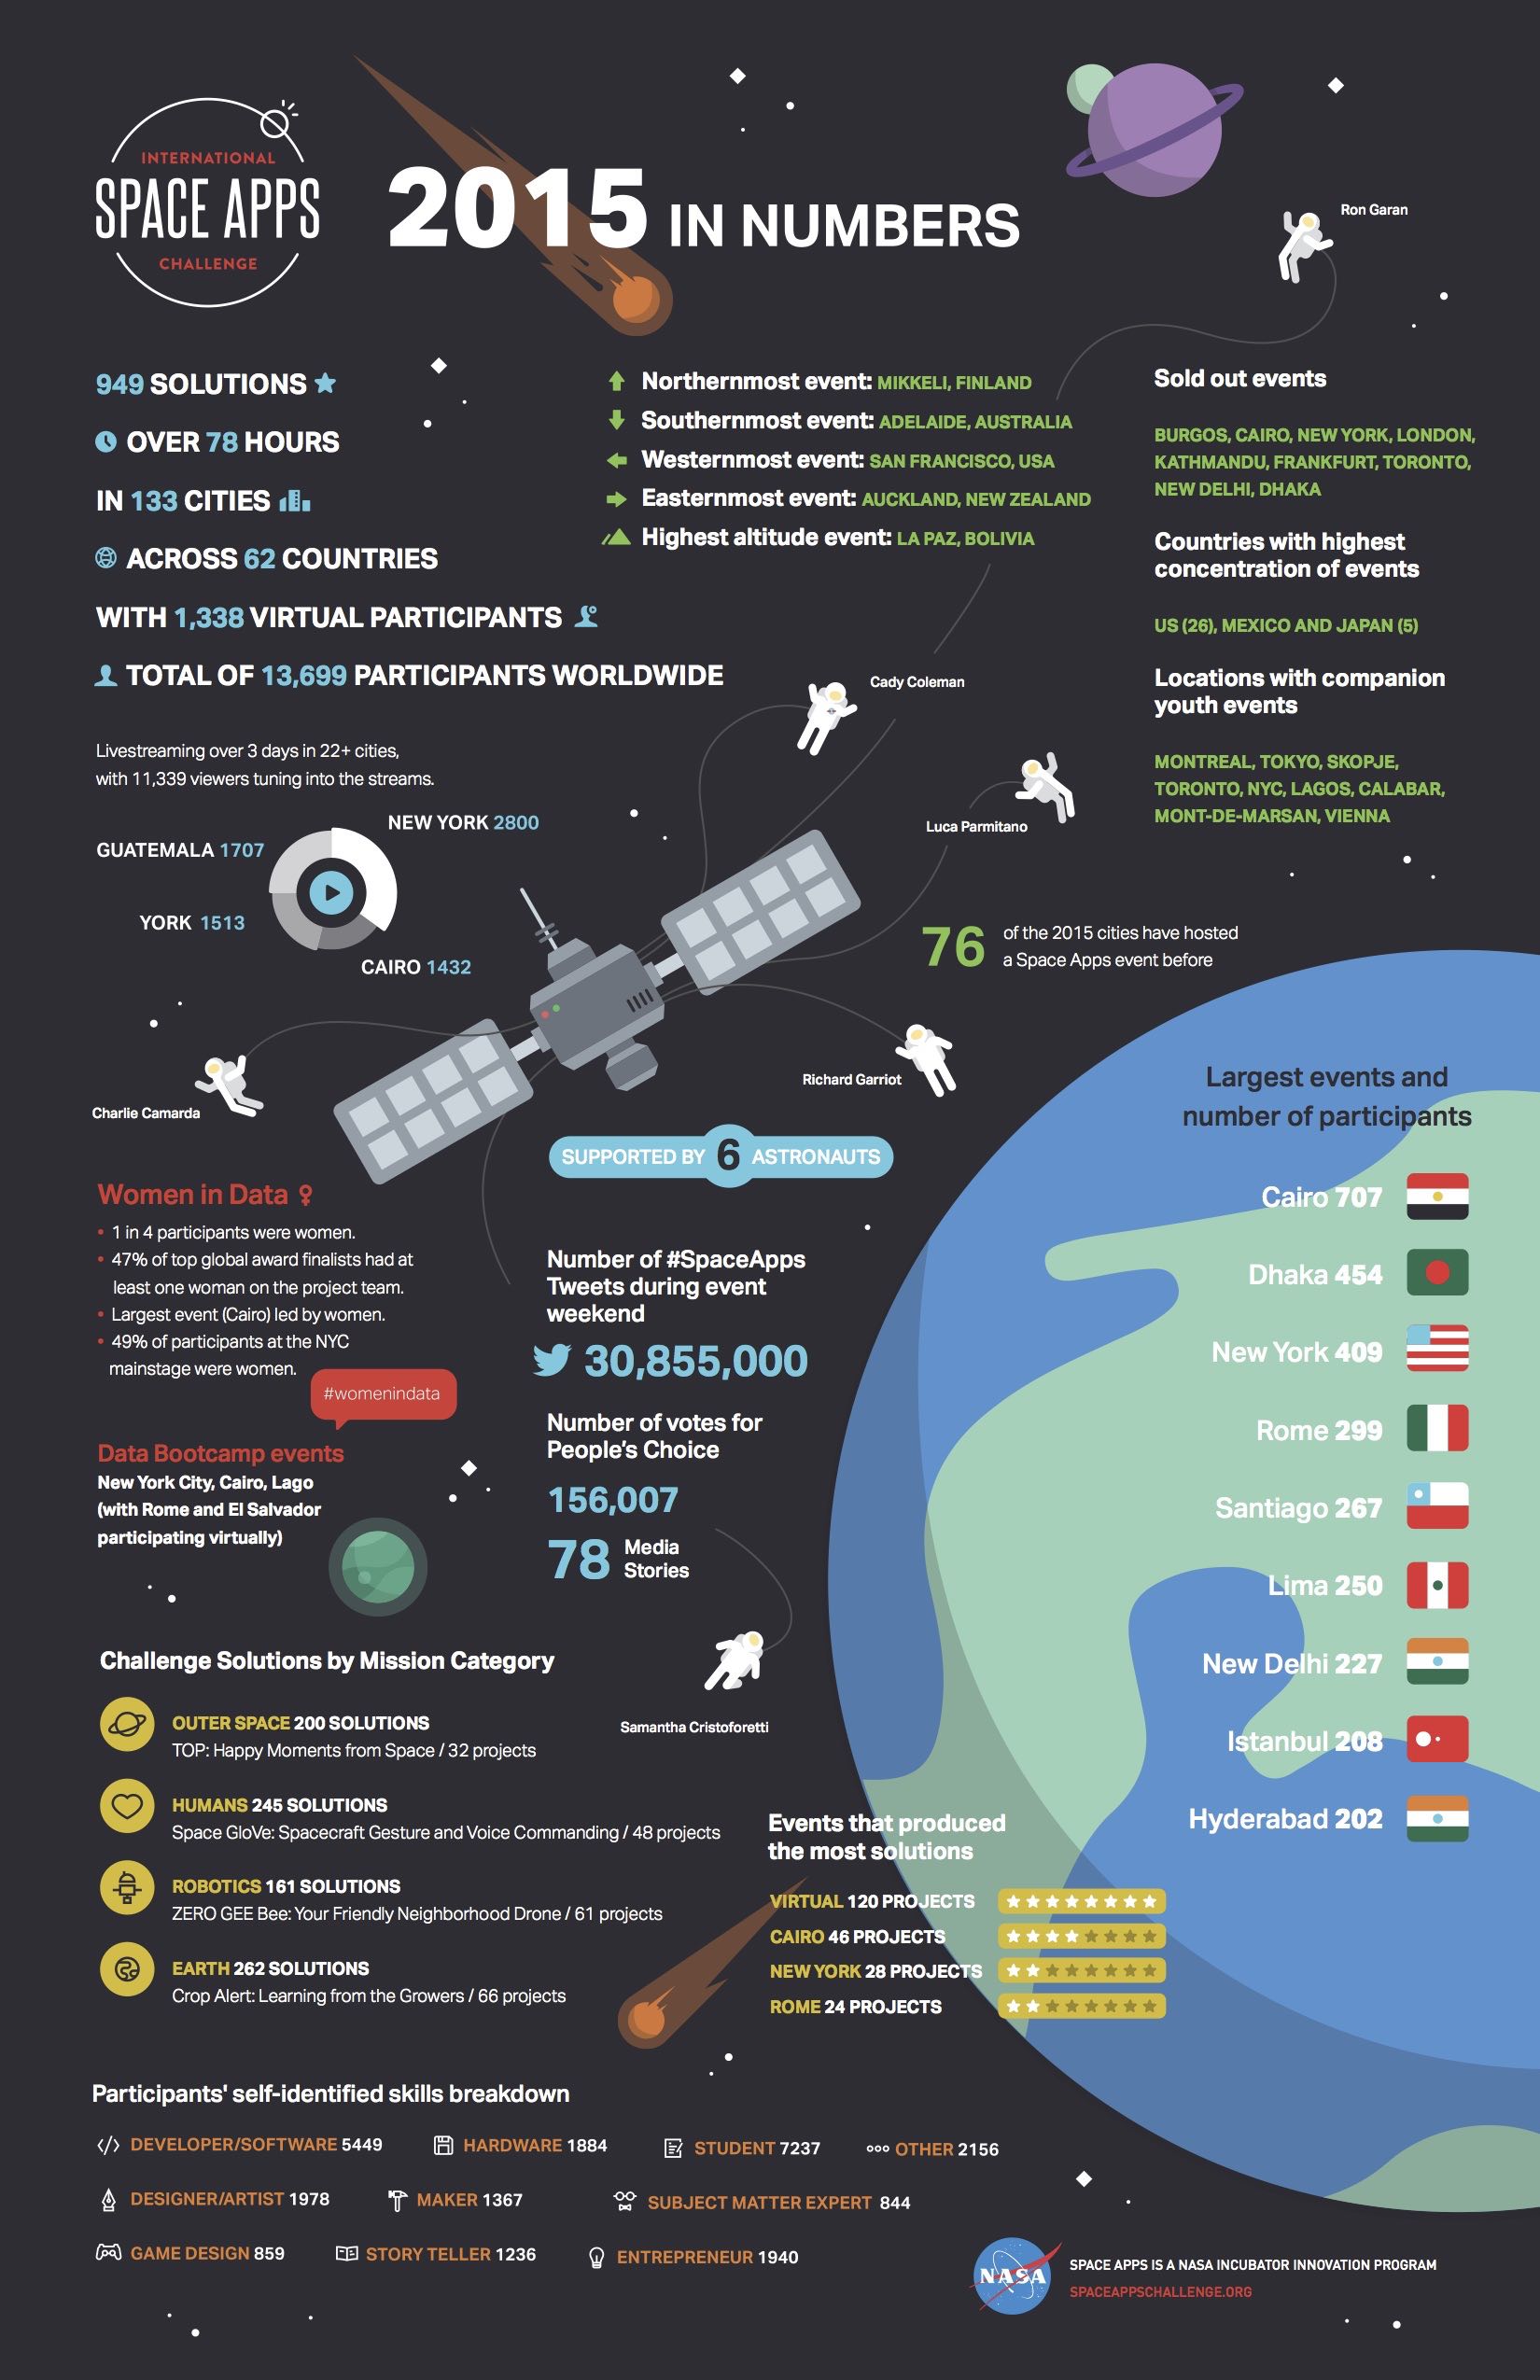 INTERNATIONAL
SPACE APPS
CHALLENGE
2015 IN NUMBERS
Ron Garan
949 SOLUTIONS
OVER 78 HOURS
IN 133 CITIES
ACROSS 62 COUNTRIES
WITH 1,338 VIRTUAL PARTICIPANTS
TOTAL OF 13,699 PARTICIPANTS WORLDWIDE
Northernmost event: MIKKELI, FINLAND
Southernmost event: ADELAIDE, AUSTRALIA
Westernmost event: SAN FRANCISCO, USA
Easternmost event: AUCKLAND, NEW ZEALAND
Highest altitude event: LA PAZ, BOLIVIA
Sold out events
BURGOS, CAIRO, NEW YORK, LONDON,
KATHMANDU, FRANKFURT, TORONTO,
NEW DELHI, DHAKA
Countries with highest
concentration of events
US (26), MEXICO AND JAPAN (5)
Locations with companion
youth events
MONTREAL, TOKYO, SKOPJE,
TORONTO, NYC, LAGOS, CALABAR,
MONT-DE-MARSAN, VIENNA
Livestreaming over 3 days in 22+ cities,
with 11,339 viewers tuning into the streams.
NEW YORK 2800
GUATEMALA 1707
YORK 1513
CAIRO 1432
Cady Coleman
Luca Parmitano
76 of the 2015 cities have hosted
a Space Apps event before
Richard Garriot
Charlie Camarda
SUPPORTED BY 6 ASTRONAUTS
Women in Data
• 1 in 4 participants were women.
• 47% of top global award finalists had at
least one woman on the project team.
• Largest event (Cairo) led by women.
• 49% of participants at the NYC
mainstage were women.
#womenindata
Data Bootcamp events
New York City, Cairo, Lago
(with Rome and El Salvador
participating virtually)
Number of #SpaceApps
Tweets during event
weekend
30,855,000
Number of votes for
People's Choice
156,007
78 Media
Stories
Samantha Cristoforetti
Largest events and
number of participants
Cairo 707
Dhaka 454
New York 409
Rome 299
Santiago 267
Lima 250
New Delhi 227
Istanbul 208
Hyderabad 202
Challenge Solutions by Mission Category
OUTER SPACE 200 SOLUTIONS
TOP: Happy Moments from Space / 32 projects
HUMANS 245 SOLUTIONS
Space GloVe: Spacecraft Gesture and Voice Commanding / 48 projects
ROBOTICS 161 SOLUTIONS
ZERO GEE Bee: Your Friendly Neighborhood Drone / 61 projects
EARTH 262 SOLUTIONS
Crop Alert: Learning from the Growers / 66 projects
Events that produced
the most solutions
VIRTUAL 120 PROJECTS
CAIRO 46 PROJECTS
NEW YORK 28 PROJECTS
ROME 24 PROJECTS
Participants' self-identified skills breakdown
DEVELOPER/SOFTWARE 5449
HARDWARE 1884
STUDENT 7237
OTHER 2156
DESIGNER/ARTIST 1978
MAKER 1367
SUBJECT MATTER EXPERT 844
GAME DESIGN 859
STORY TELLER 1236
ENTREPRENEUR 1940
NASA
SPACE APPS IS A NASA INCUBATOR INNOVATION PROGRAM
SPACEAPPSCHALLENGE.ORG